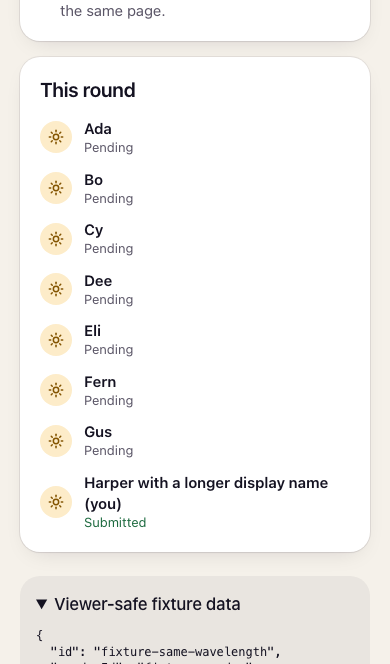 the same page.
This round
Ada
Pending
Bo
Pending
Cy
Pending
Dee
Pending
Eli
Pending
Fern
Pending
Gus
Pending
Harper with a longer display name
(you)
Submitted
▼ Viewer-safe fixture data
{
"id": "fixture-same-wavelength",